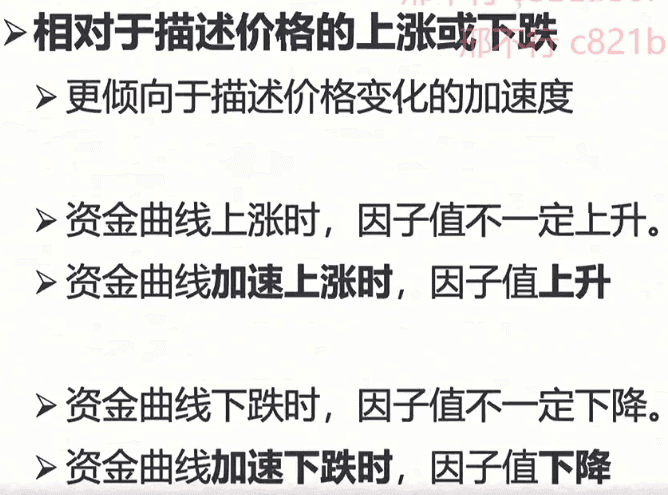 ➤相对于描述价格的上涨或下跌
邢不行 c821b
➤更倾向于描述价格变化的加速度
➤资金曲线上涨时，因子值不一定上升。
➤资金曲线加速上涨时，因子值上升
➤资金曲线下跌时，因子值不一定下降。
➤资金曲线加速下跌时，因子值下降